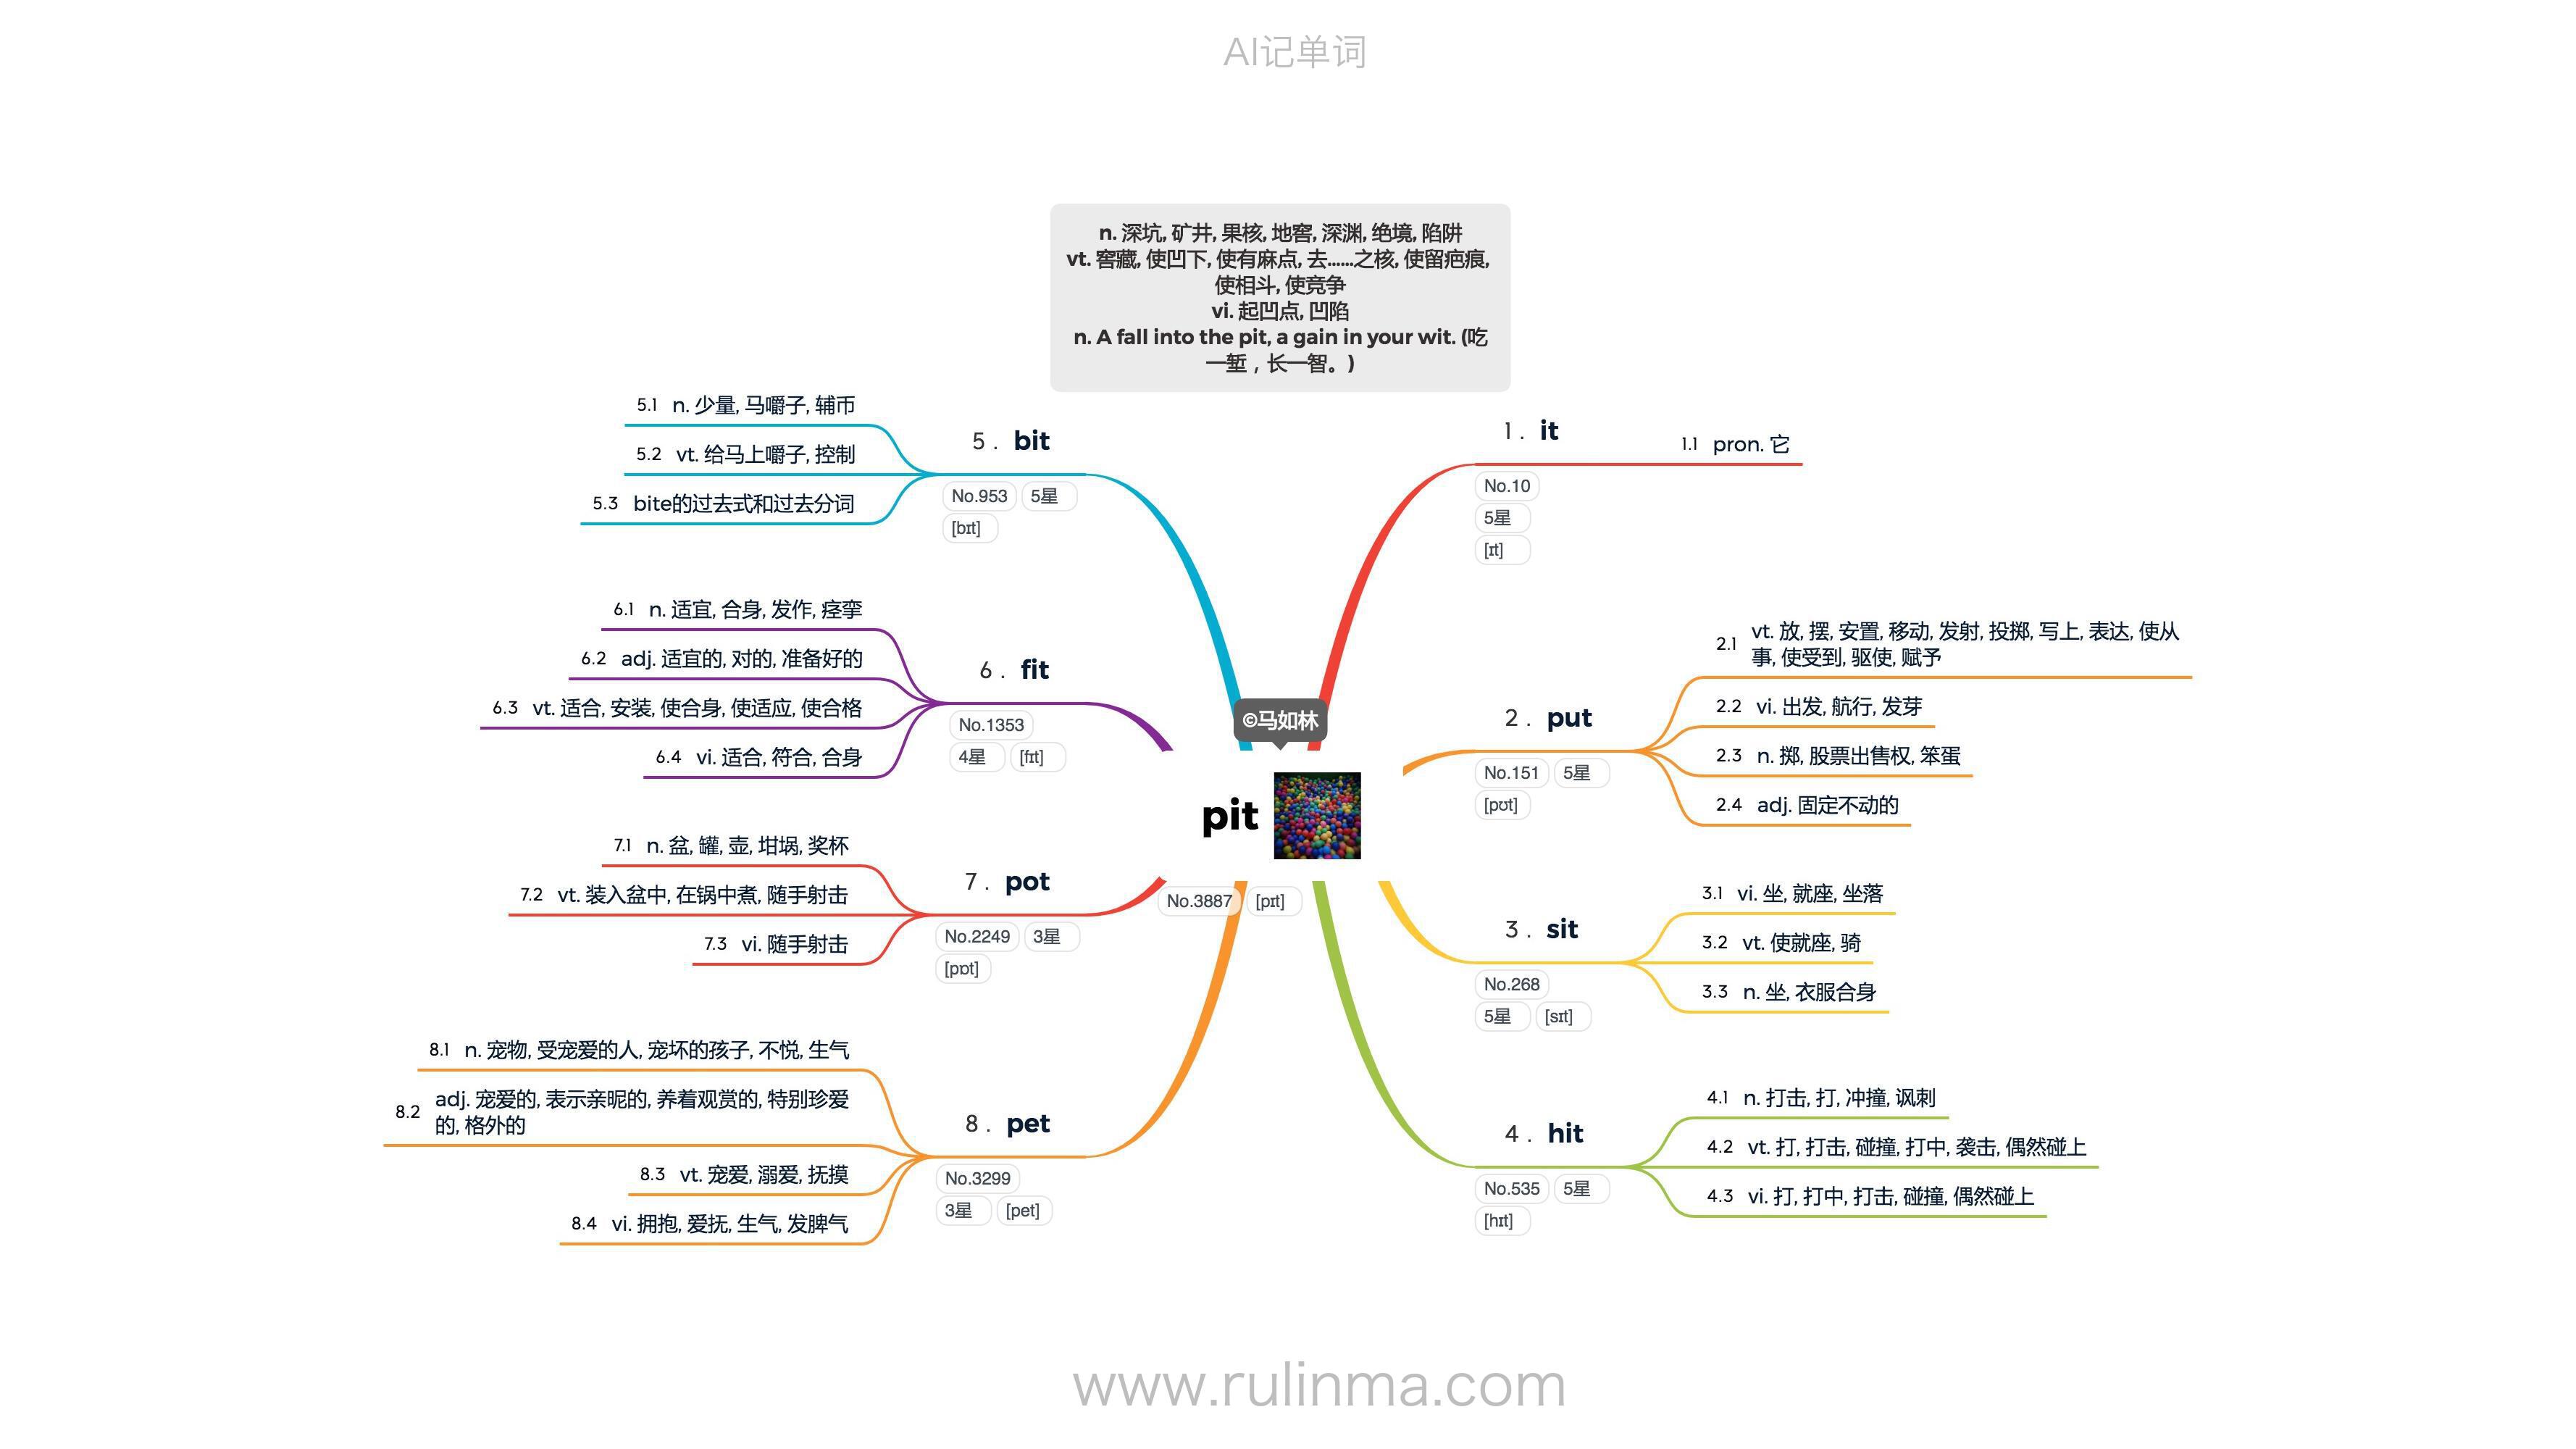 AI记单词
n. 深坑, 矿井, 果核, 地窖, 深渊, 绝境, 陷阱
vt. 窖藏, 使凹下, 使有麻点, 去……之核, 使留疤痕,
使相斗, 使竞争
vi. 起凹点, 凹陷
n. A fall into the pit, a gain in your wit. (吃
一堑，长一智。)
©马如林
pit
No.3887 [pɪt]
1. it
No.10
5星
[ɪt]
1.1 pron. 它
2. put
No.151 5星
[pʊt]
2.1 vt. 放, 摆, 安置, 移动, 发射, 投掷, 写上, 表达, 使从
事, 使受到, 驱使, 赋予
2.2 vi. 出发, 航行, 发芽
2.3 n. 掷, 股票出售权, 笨蛋
2.4 adj. 固定不动的
3. sit
No.268
5星 [sɪt]
3.1 vi. 坐, 就座, 坐落
3.2 vt. 使就座, 骑
3.3 n. 坐, 衣服合身
4. hit
No.535 5星
[hɪt]
4.1 n. 打击, 打, 冲撞, 讽刺
4.2 vt. 打, 打击, 碰撞, 打中, 袭击, 偶然碰上
4.3 vi. 打, 打中, 打击, 碰撞, 偶然碰上
5. bit
No.953 5星
[bɪt]
5.1 n. 少量, 马嚼子, 辅币
5.2 vt. 给马上嚼子, 控制
5.3 bite的过去式和过去分词
6. fit
No.1353
4星 [fɪt]
6.1 n. 适宜, 合身, 发作, 痉挛
6.2 adj. 适宜的, 对的, 准备好的
6.3 vt. 适合, 安装, 使合身, 使适应, 使合格
6.4 vi. 适合, 符合, 合身
7. pot
No.2249 3星
[pɒt]
7.1 n. 盆, 罐, 壶, 坩埚, 奖杯
7.2 vt. 装入盆中, 在锅中煮, 随手射击
7.3 vi. 随手射击
8. pet
No.3299
3星 [pet]
8.1 n. 宠物, 受宠爱的人, 宠坏的孩子, 不悦, 生气
8.2 adj. 宠爱的, 表示亲昵的, 养着观赏的, 特别珍爱
的, 格外的
8.3 vt. 宠爱, 溺爱, 抚摸
8.4 vi. 拥抱, 爱抚, 生气, 发脾气
www.rulinma.com